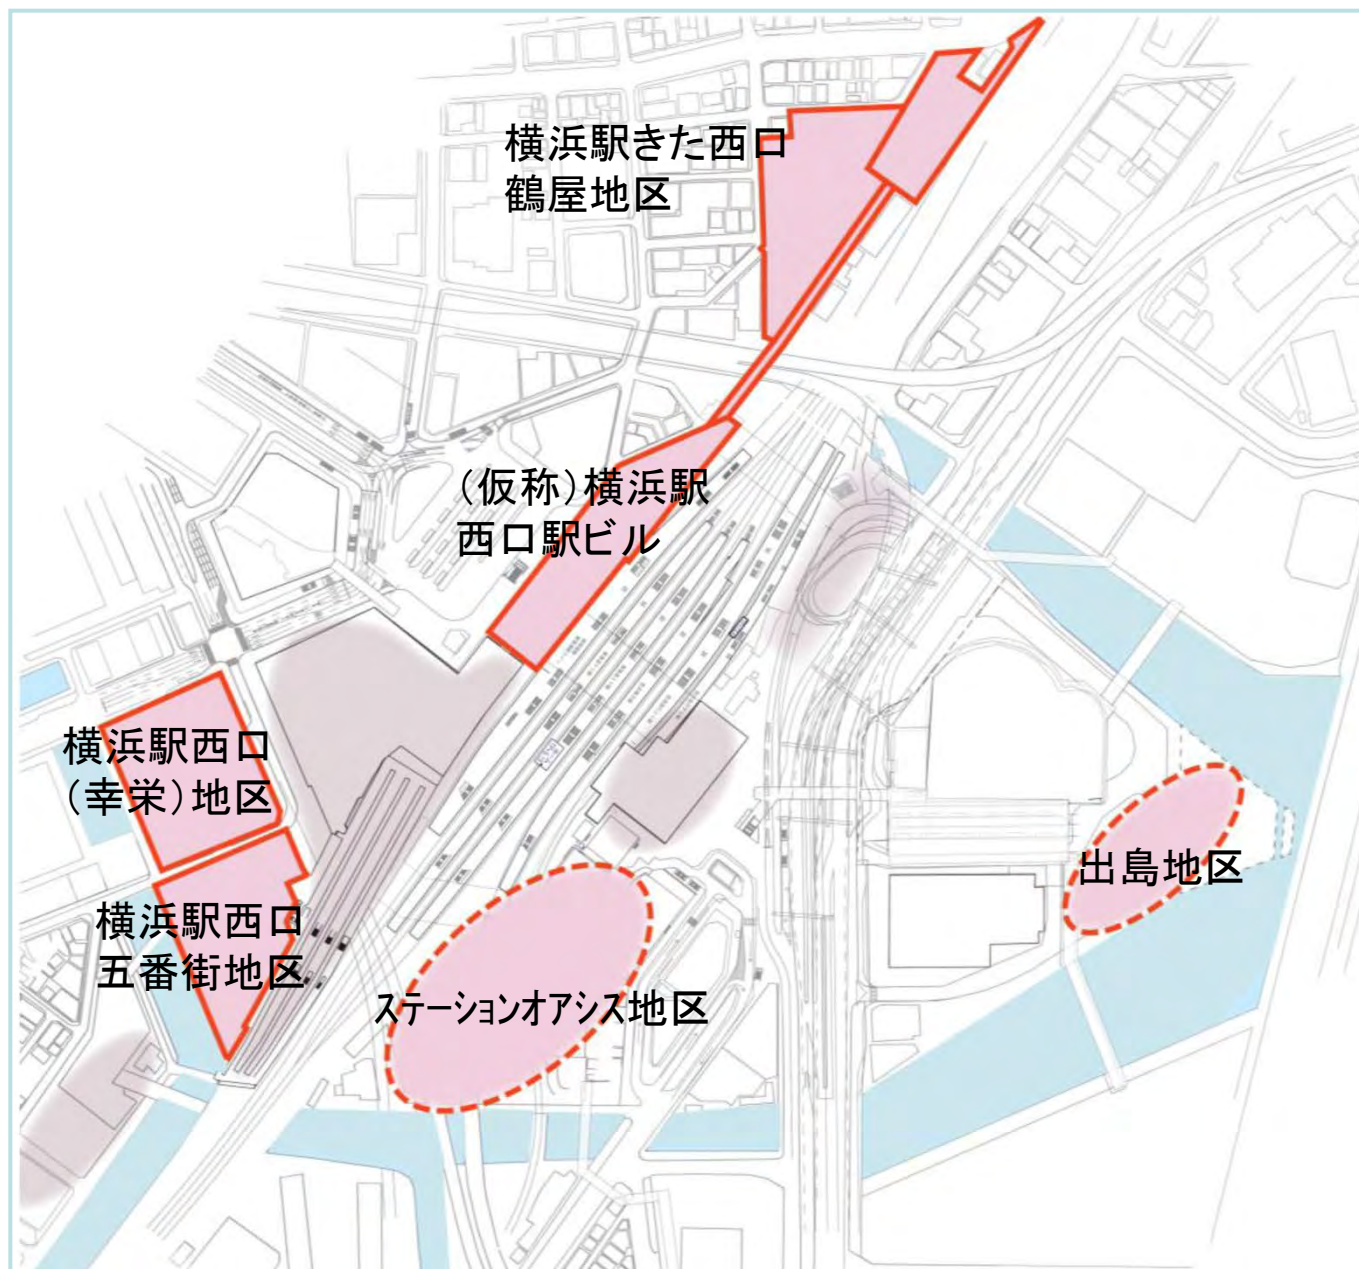 横浜駅きた西口
鶴屋地区
（仮称）横浜駅
西口駅ビル
横浜駅西口
（幸栄）地区
横浜駅西口
五番街地区
ステーションオアシス地区
出島地区